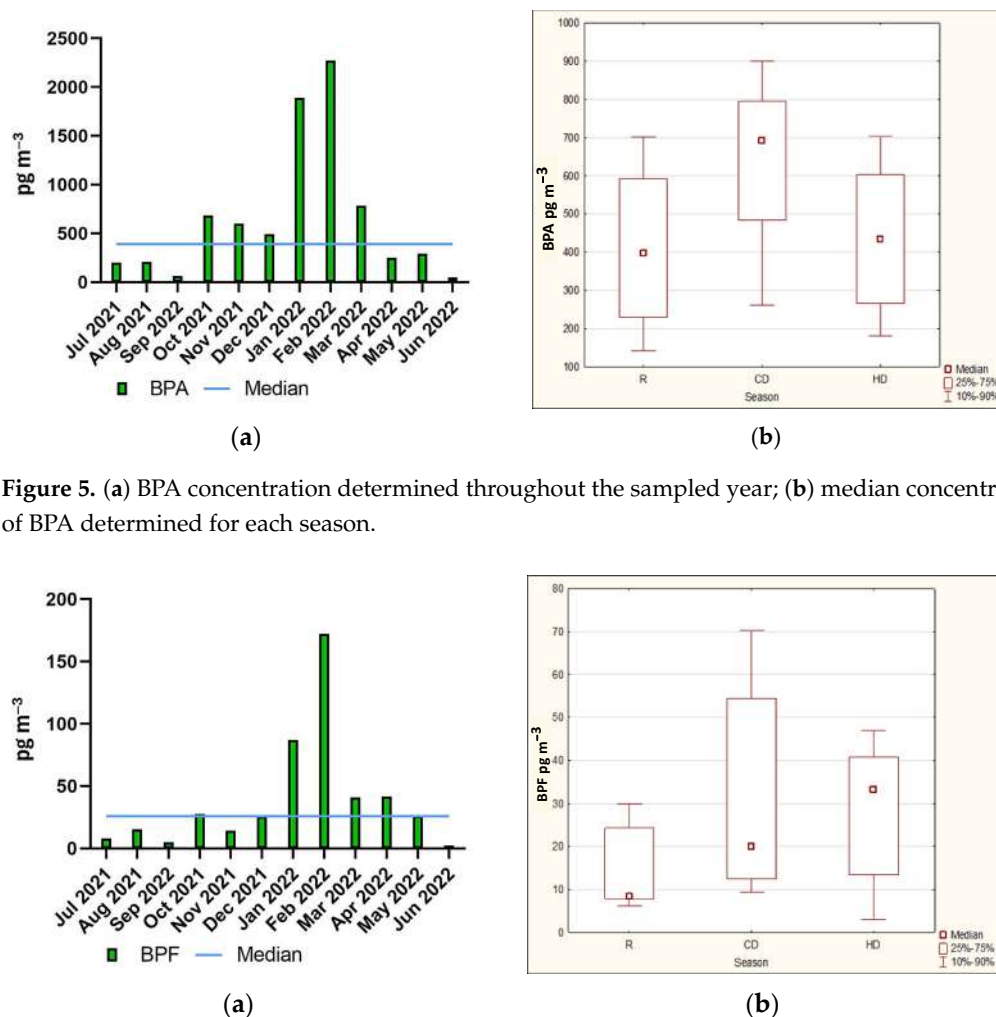 2500
2000
1500
1000
500
0
pg m⁻³
Jul 2021
Aug 2021
Sep 2022
Oct 2021
Nov 2021
Dec 2021
Jan 2022
Feb 2022
Mar 2022
Apr 2022
May 2022
Jun 2022
BPA Median
(a)
1000
900
800
700
600
500
400
300
200
100
BPA pg m⁻³
R CD HD
Season
Median
25%-75%
10%-90%
(b)
Figure 5. (a) BPA concentration determined throughout the sampled year; (b) median concentr
of BPA determined for each season.
200
150
100
50
0
pg m⁻³
Jul 2021
Aug 2021
Sep 2022
Oct 2021
Nov 2021
Dec 2021
Jan 2022
Feb 2022
Mar 2022
Apr 2022
May 2022
Jun 2022
BPF Median
(a)
80
70
60
50
40
30
20
10
0
BPF pg m⁻³
R CD HD
Season
Median
25%-75%
10%-90%
(b)